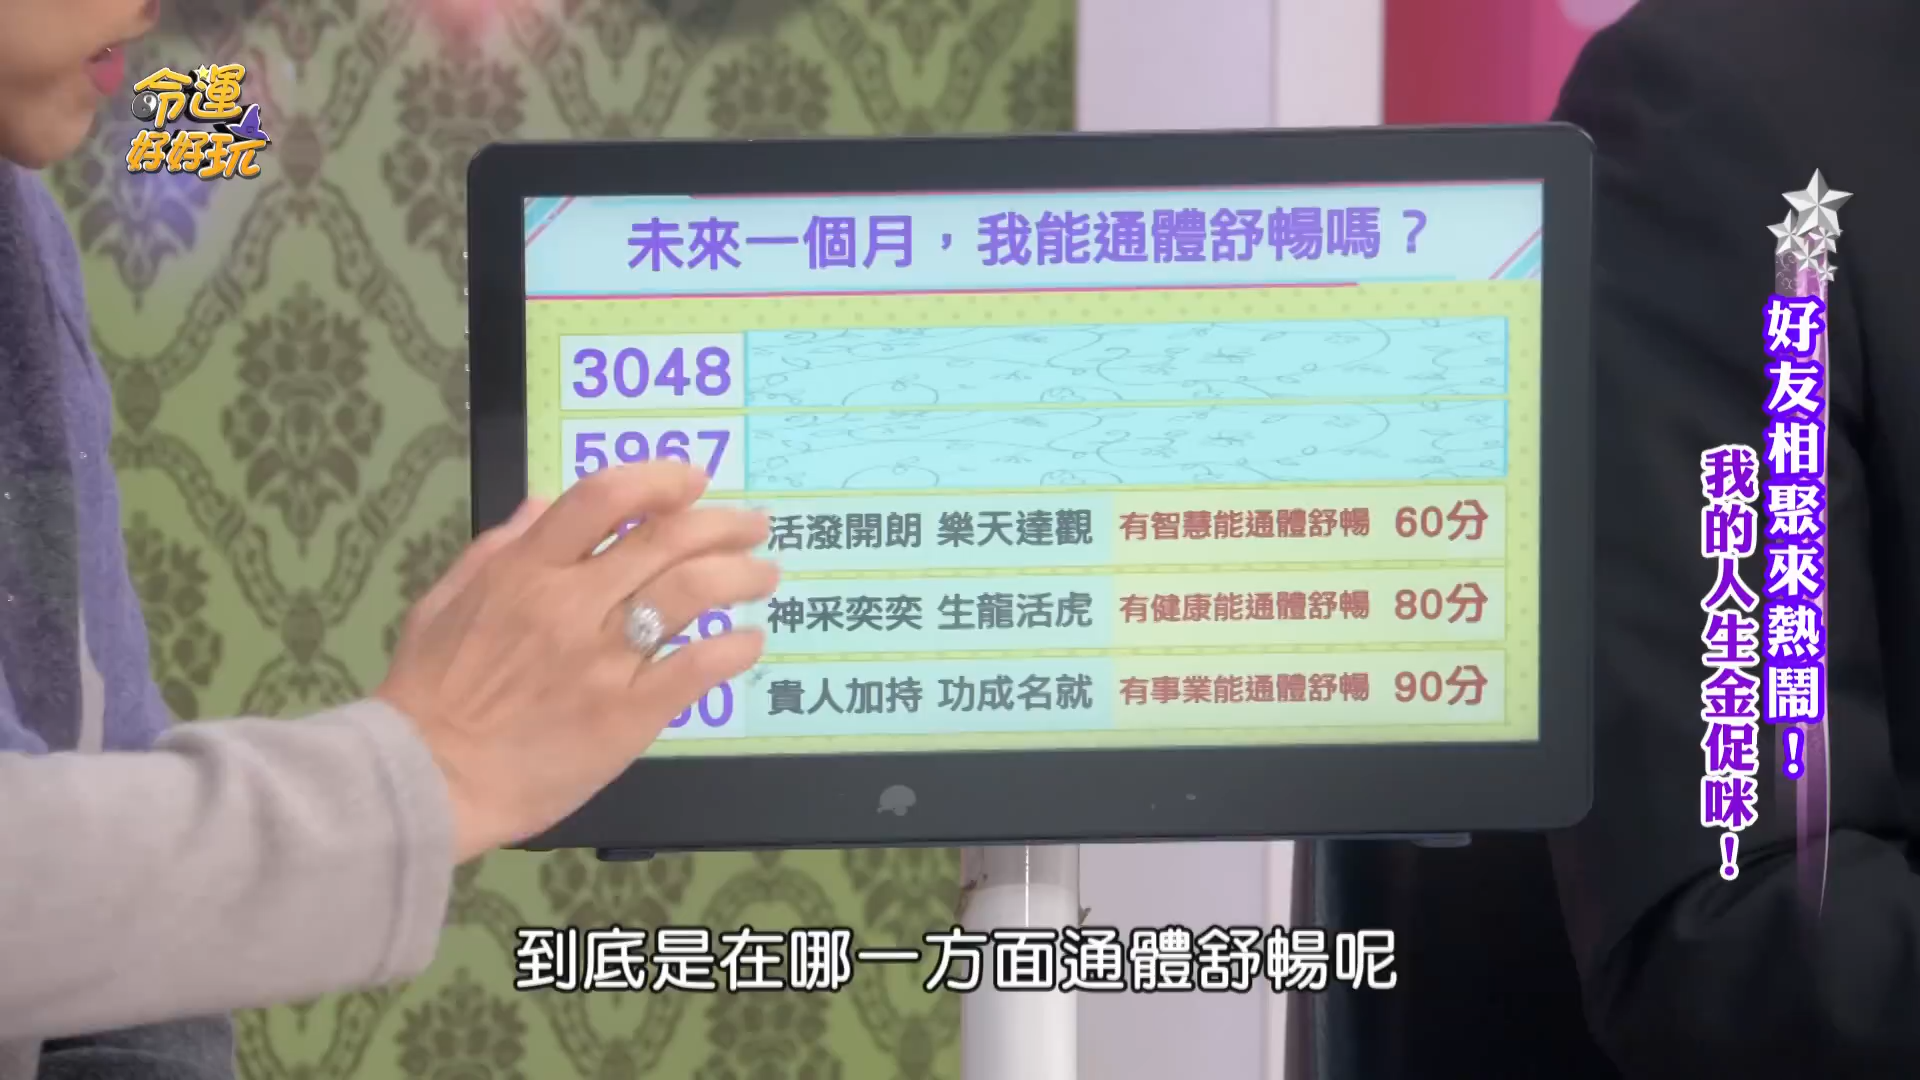 命運
好好玩
未來一個月，我能通體舒暢嗎？
3048
5967
活潑開朗 樂天達觀 有智慧能通體舒暢 60分
神采奕奕 生龍活虎 有健康能通體舒暢 80分
貴人加持 功成名就 有事業能通體舒暢 90分
好友相聚來熱鬧！
我的人生金促咪！
到底是在哪一方面通體舒暢呢